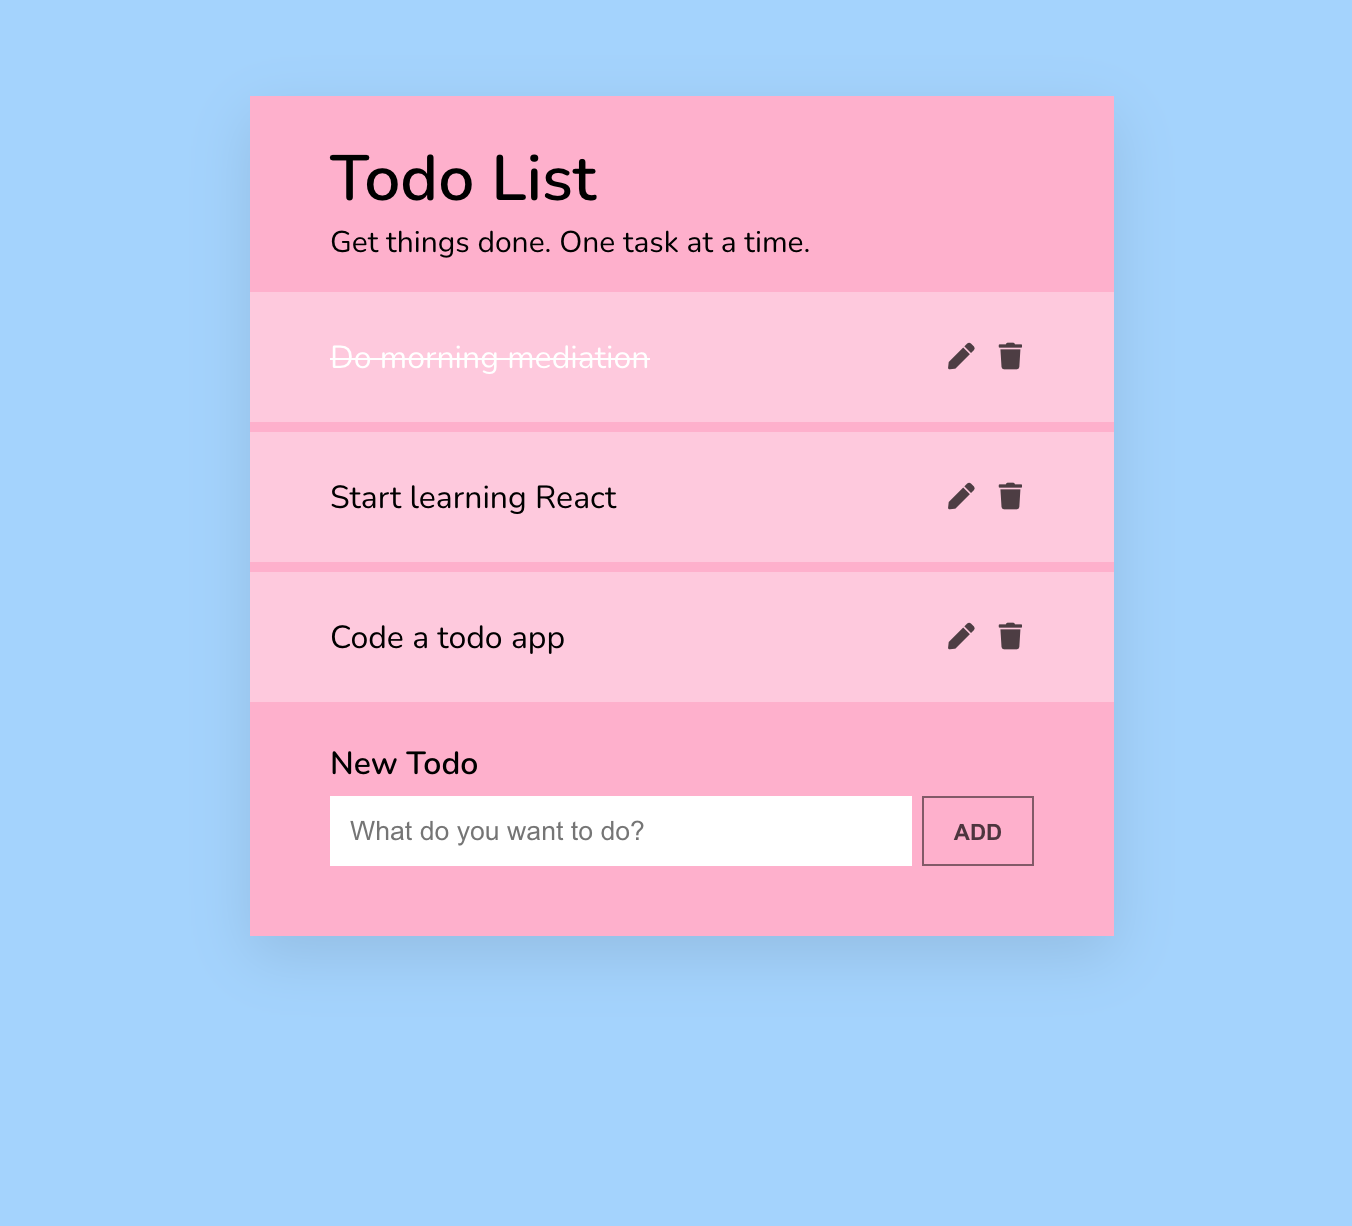 Todo List
Get things done. One task at a time.
Do morning mediation
Start learning React
Code a todo app
New Todo
What do you want to do?
ADD